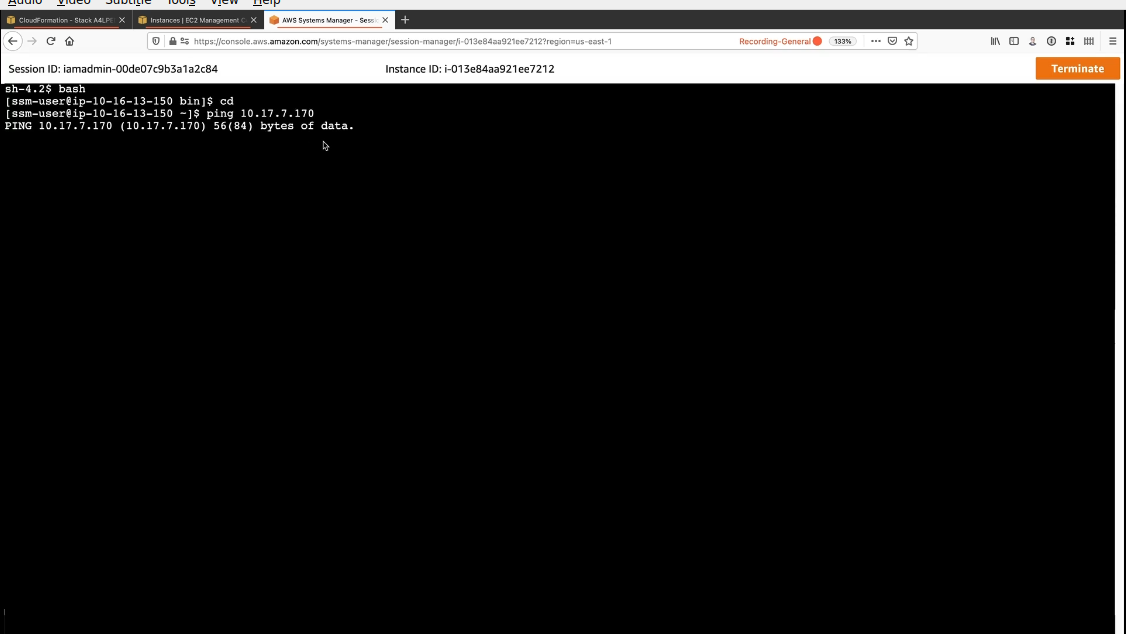 Audio Video Subtitle Tools View Help
CloudFormation - Stack A4LPE
Instances | EC2 Management C
AWS Systems Manager - Sessi
https://console.aws.amazon.com/systems-manager/session-manager/i-013e84aa921ee7212?region=us-east-1
Recording-General
133%
Session ID: iamadmin-00de07c9b3a1a2c84
Instance ID: i-013e84aa921ee7212
Terminate
sh-4.2$ bash
[ssm-user@ip-10-16-13-150 bin]$ cd
[ssm-user@ip-10-16-13-150 ~]$ ping 10.17.7.170
PING 10.17.7.170 (10.17.7.170) 56(84) bytes of data.